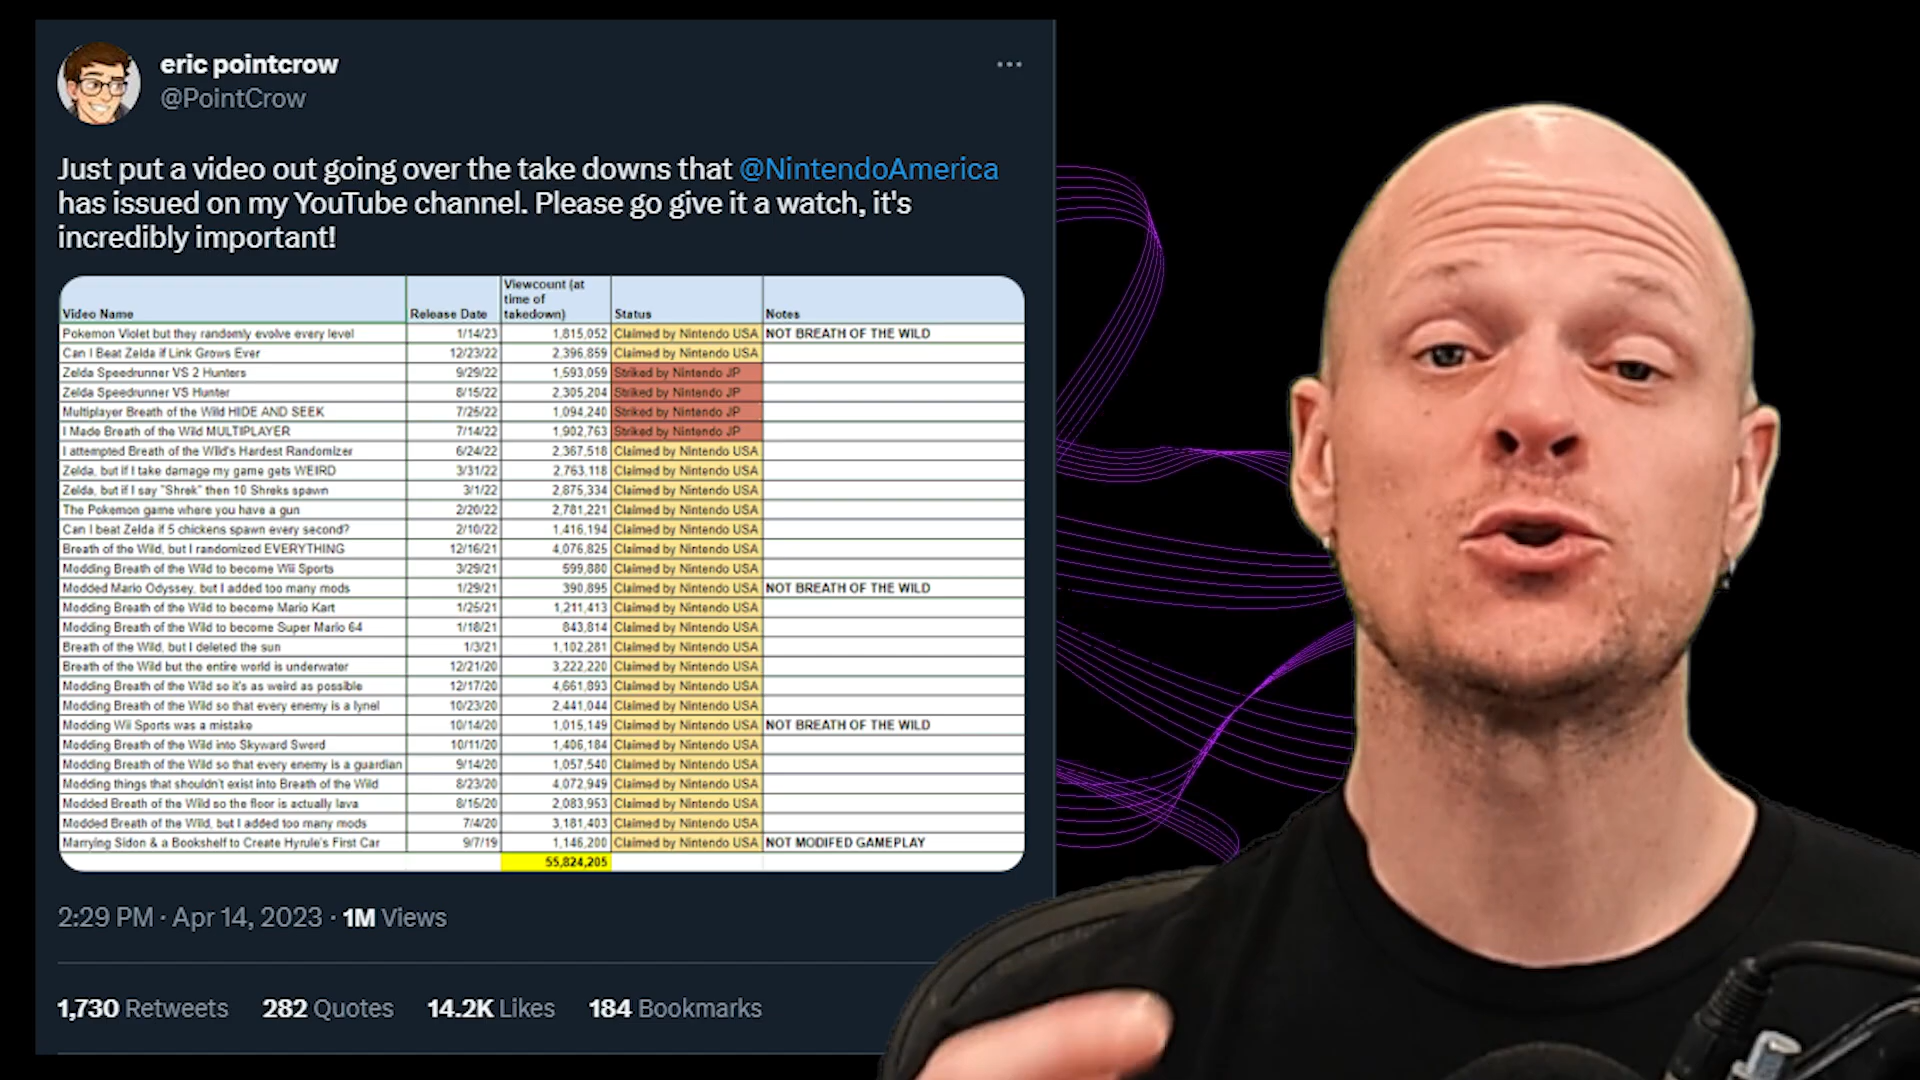 eric pointcrow
@PointCrow
Just put a video out going over the take downs that @NintendoAmerica
has issued on my YouTube channel. Please go give it a watch, it's
incredibly important!
Video Name Release Date Viewcount (at time of takedown) Status Notes
Pokemon Violet but they randomly evolve every level 1/14/23 1,815,052 Claimed by Nintendo USA NOT BREATH OF THE WILD
Can I Beat Zelda if Link Grows Ever 12/23/22 2,396,859 Claimed by Nintendo USA
Zelda Speedrunner VS 2 Hunters 9/29/22 1,593,059 Striked by Nintendo JP
Zelda Speedrunner VS Hunter 8/15/22 2,305,204 Striked by Nintendo JP
Multiplayer Breath of the Wild HIDE AND SEEK 7/25/22 1,094,240 Striked by Nintendo JP
I Made Breath of the Wild MULTIPLAYER 7/14/22 1,902,763 Striked by Nintendo JP
I attempted Breath of the Wild's Hardest Randomizer 6/24/22 2,367,518 Claimed by Nintendo USA
Zelda, but if I take damage my game gets WEIRD 3/31/22 2,763,118 Claimed by Nintendo USA
Zelda, but if I say "Shrek" then 10 Shreks spawn 3/1/22 2,875,334 Claimed by Nintendo USA
The Pokemon game where you have a gun 2/20/22 2,781,221 Claimed by Nintendo USA
Can I beat Zelda if 5 chickens spawn every second? 2/10/22 1,416,194 Claimed by Nintendo USA
Breath of the Wild, but I randomized EVERYTHING 12/16/21 4,076,825 Claimed by Nintendo USA
Modding Breath of the Wild to become Wii Sports 3/29/21 599,880 Claimed by Nintendo USA
Modded Mario Odyssey, but I added too many mods 1/29/21 390,895 Claimed by Nintendo USA NOT BREATH OF THE WILD
Modding Breath of the Wild to become Mario Kart 1/25/21 1,211,413 Claimed by Nintendo USA
Modding Breath of the Wild to become Super Mario 64 1/18/21 843,814 Claimed by Nintendo USA
Breath of the Wild, but I deleted the sun 1/3/21 1,102,281 Claimed by Nintendo USA
Breath of the Wild but the entire world is underwater 12/21/20 3,222,220 Claimed by Nintendo USA
Modding Breath of the Wild so it's as weird as possible 12/17/20 4,661,893 Claimed by Nintendo USA
Modding Breath of the Wild so that every enemy is a lynel 10/23/20 2,441,044 Claimed by Nintendo USA
Modding Wii Sports was a mistake 10/14/20 1,015,149 Claimed by Nintendo USA NOT BREATH OF THE WILD
Modding Breath of the Wild into Skyward Sword 10/11/20 1,406,184 Claimed by Nintendo USA
Modding Breath of the Wild so that every enemy is a guardian 9/14/20 1,057,540 Claimed by Nintendo USA
Modding things that shouldn't exist into Breath of the Wild 8/23/20 4,072,949 Claimed by Nintendo USA
Modded Breath of the Wild so the floor is actually lava 8/15/20 2,083,953 Claimed by Nintendo USA
Modded Breath of the Wild, but I added too many mods 7/4/20 3,181,403 Claimed by Nintendo USA
Marrying Sidon & a Bookshelf to Create Hyrule's First Car 9/7/19 1,146,200 Claimed by Nintendo USA NOT MODIFED GAMEPLAY
55,824,205
2:29 PM · Apr 14, 2023 · 1M Views
1,730 Retweets 282 Quotes 14.2K Likes 184 Bookmarks